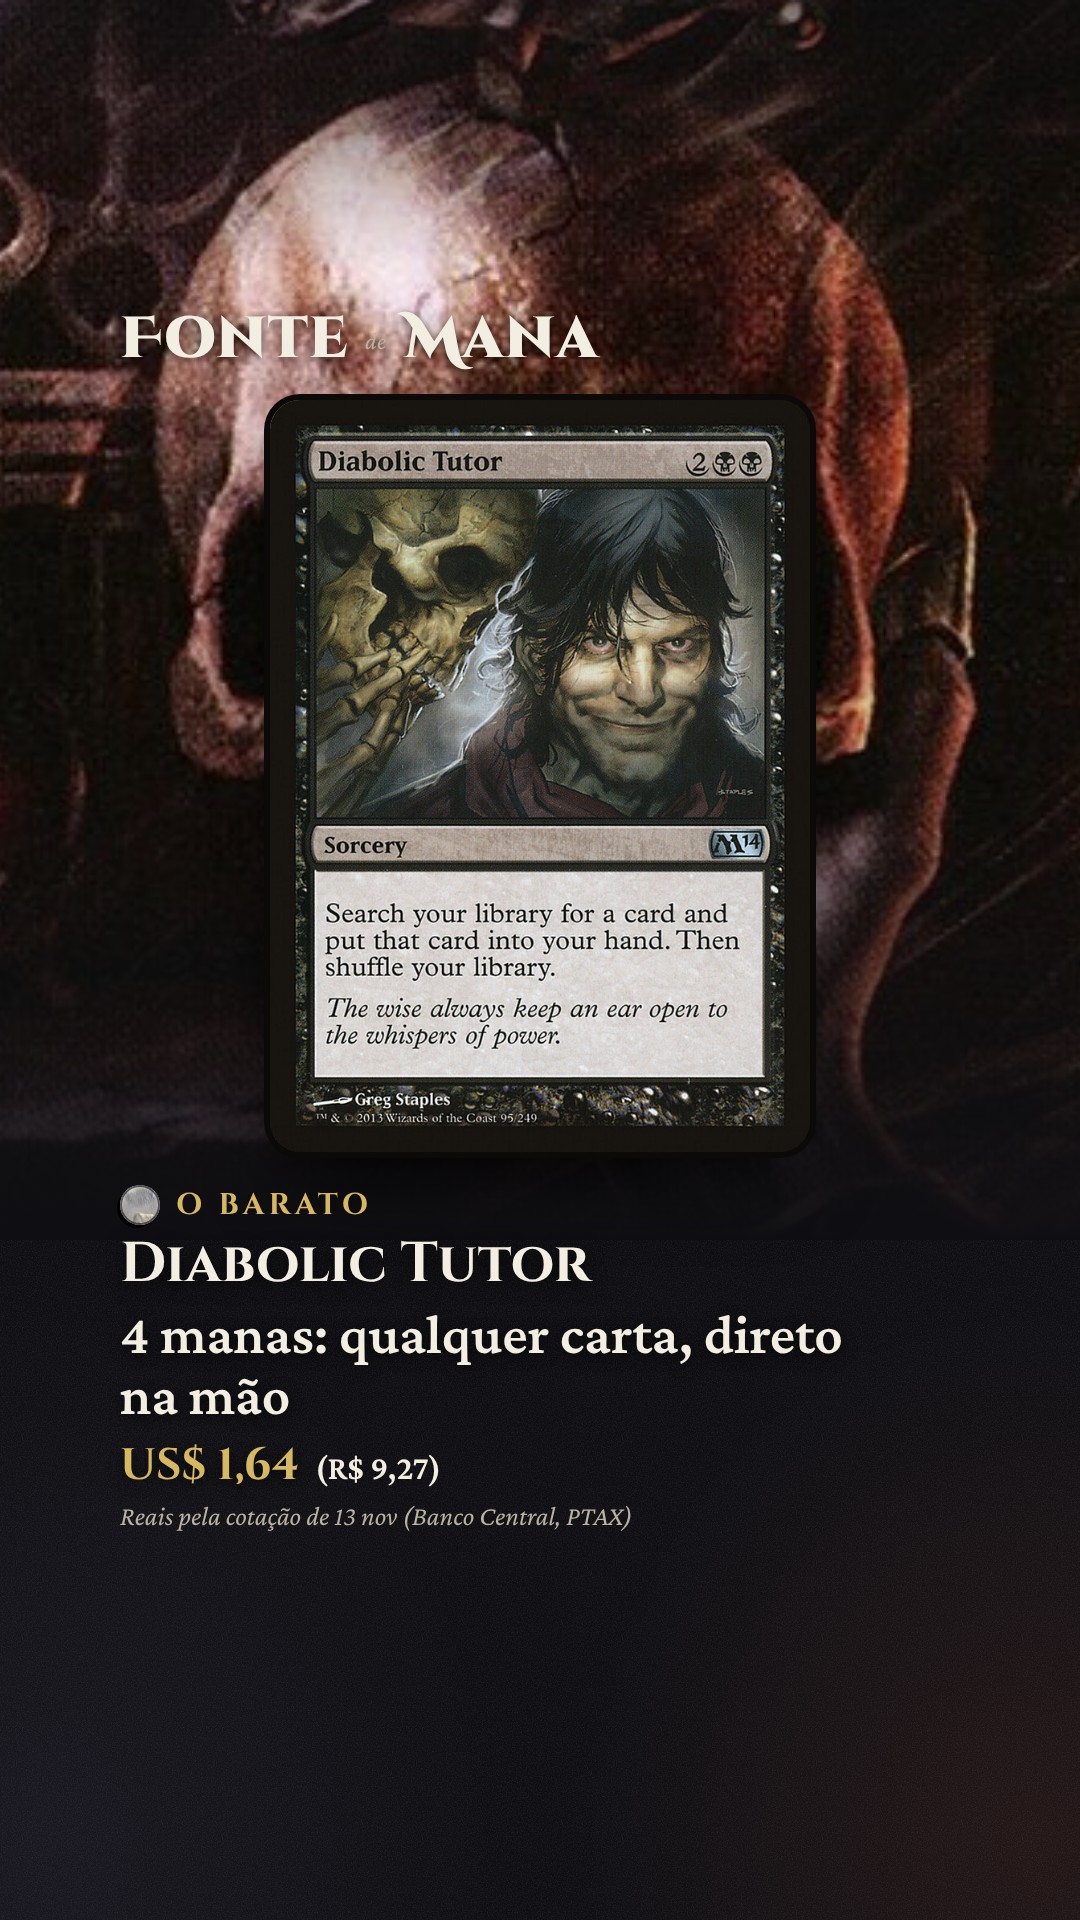 FONTE de MANA
Diabolic Tutor 2
STAPLES
Sorcery M14
Search your library for a card and
put that card into your hand. Then
shuffle your library.
The wise always keep an ear open to
the whispers of power.
Greg Staples
™ & © 2013 Wizards of the Coast 95/249
O BARATO
DIABOLIC TUTOR
4 manas: qualquer carta, direto
na mão
US$ 1,64 (R$ 9,27)
Reais pela cotação de 13 nov (Banco Central, PTAX)